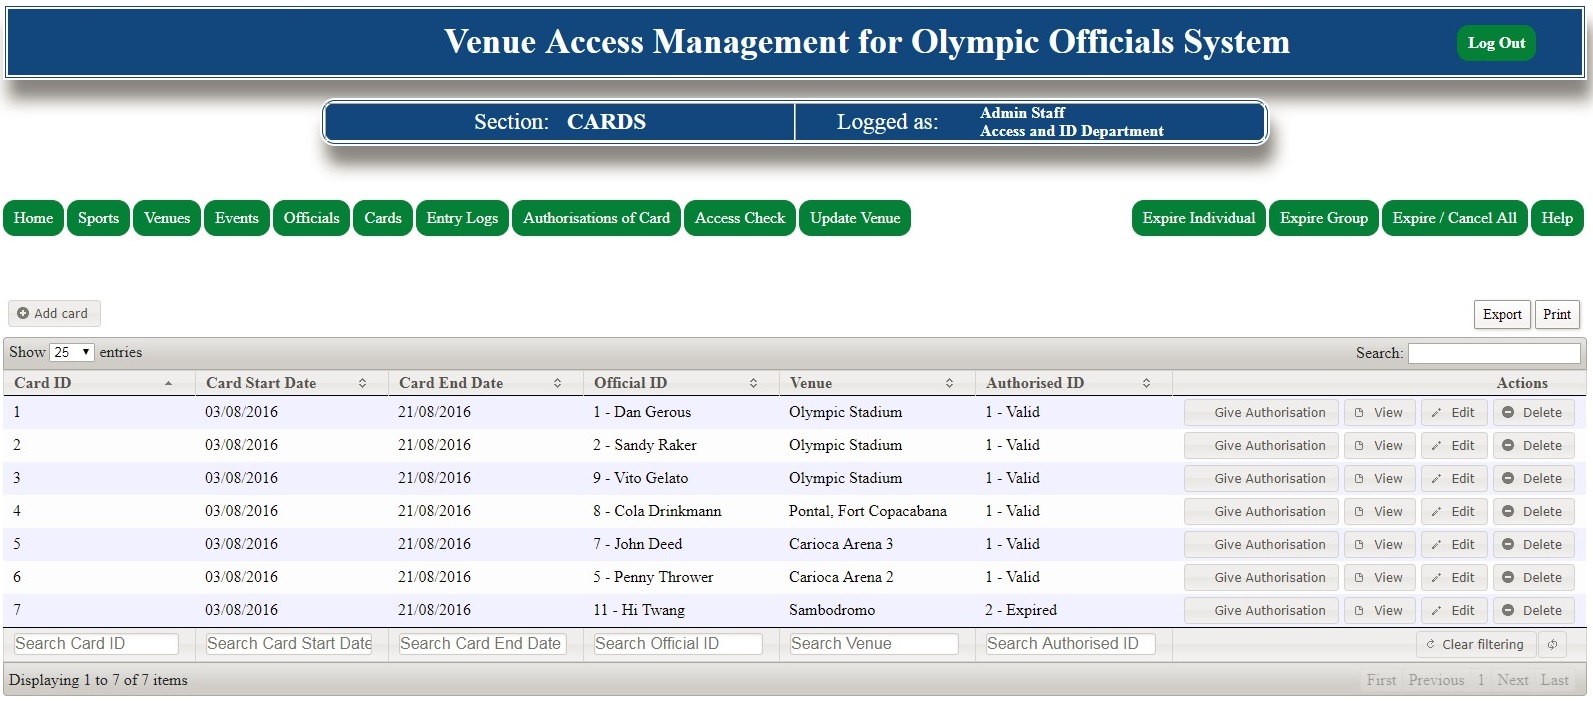 Venue Access Management for Olympic Officials System
Log Out
Section: CARDS
Logged as: Admin Staff
Access and ID Department
Home Sports Venues Events Officials Cards Entry Logs Authorisations of Card Access Check Update Venue Expire Individual Expire Group Expire / Cancel All Help
Add card Export Print
Show 25 entries Search:
Card ID Card Start Date Card End Date Official ID Venue Authorised ID Actions
1 03/08/2016 21/08/2016 1 - Dan Gerous Olympic Stadium 1 - Valid Give Authorisation View Edit Delete
2 03/08/2016 21/08/2016 2 - Sandy Raker Olympic Stadium 1 - Valid Give Authorisation View Edit Delete
3 03/08/2016 21/08/2016 9 - Vito Gelato Olympic Stadium 1 - Valid Give Authorisation View Edit Delete
4 03/08/2016 21/08/2016 8 - Cola Drinkmann Pontal, Fort Copacabana 1 - Valid Give Authorisation View Edit Delete
5 03/08/2016 21/08/2016 7 - John Deed Carioca Arena 3 1 - Valid Give Authorisation View Edit Delete
6 03/08/2016 21/08/2016 5 - Penny Thrower Carioca Arena 2 1 - Valid Give Authorisation View Edit Delete
7 03/08/2016 21/08/2016 11 - Hi Twang Sambodromo 2 - Expired Give Authorisation View Edit Delete
Search Card ID Search Card Start Date Search Card End Date Search Official ID Search Venue Search Authorised ID Clear filtering
Displaying 1 to 7 of 7 items First Previous 1 Next Last